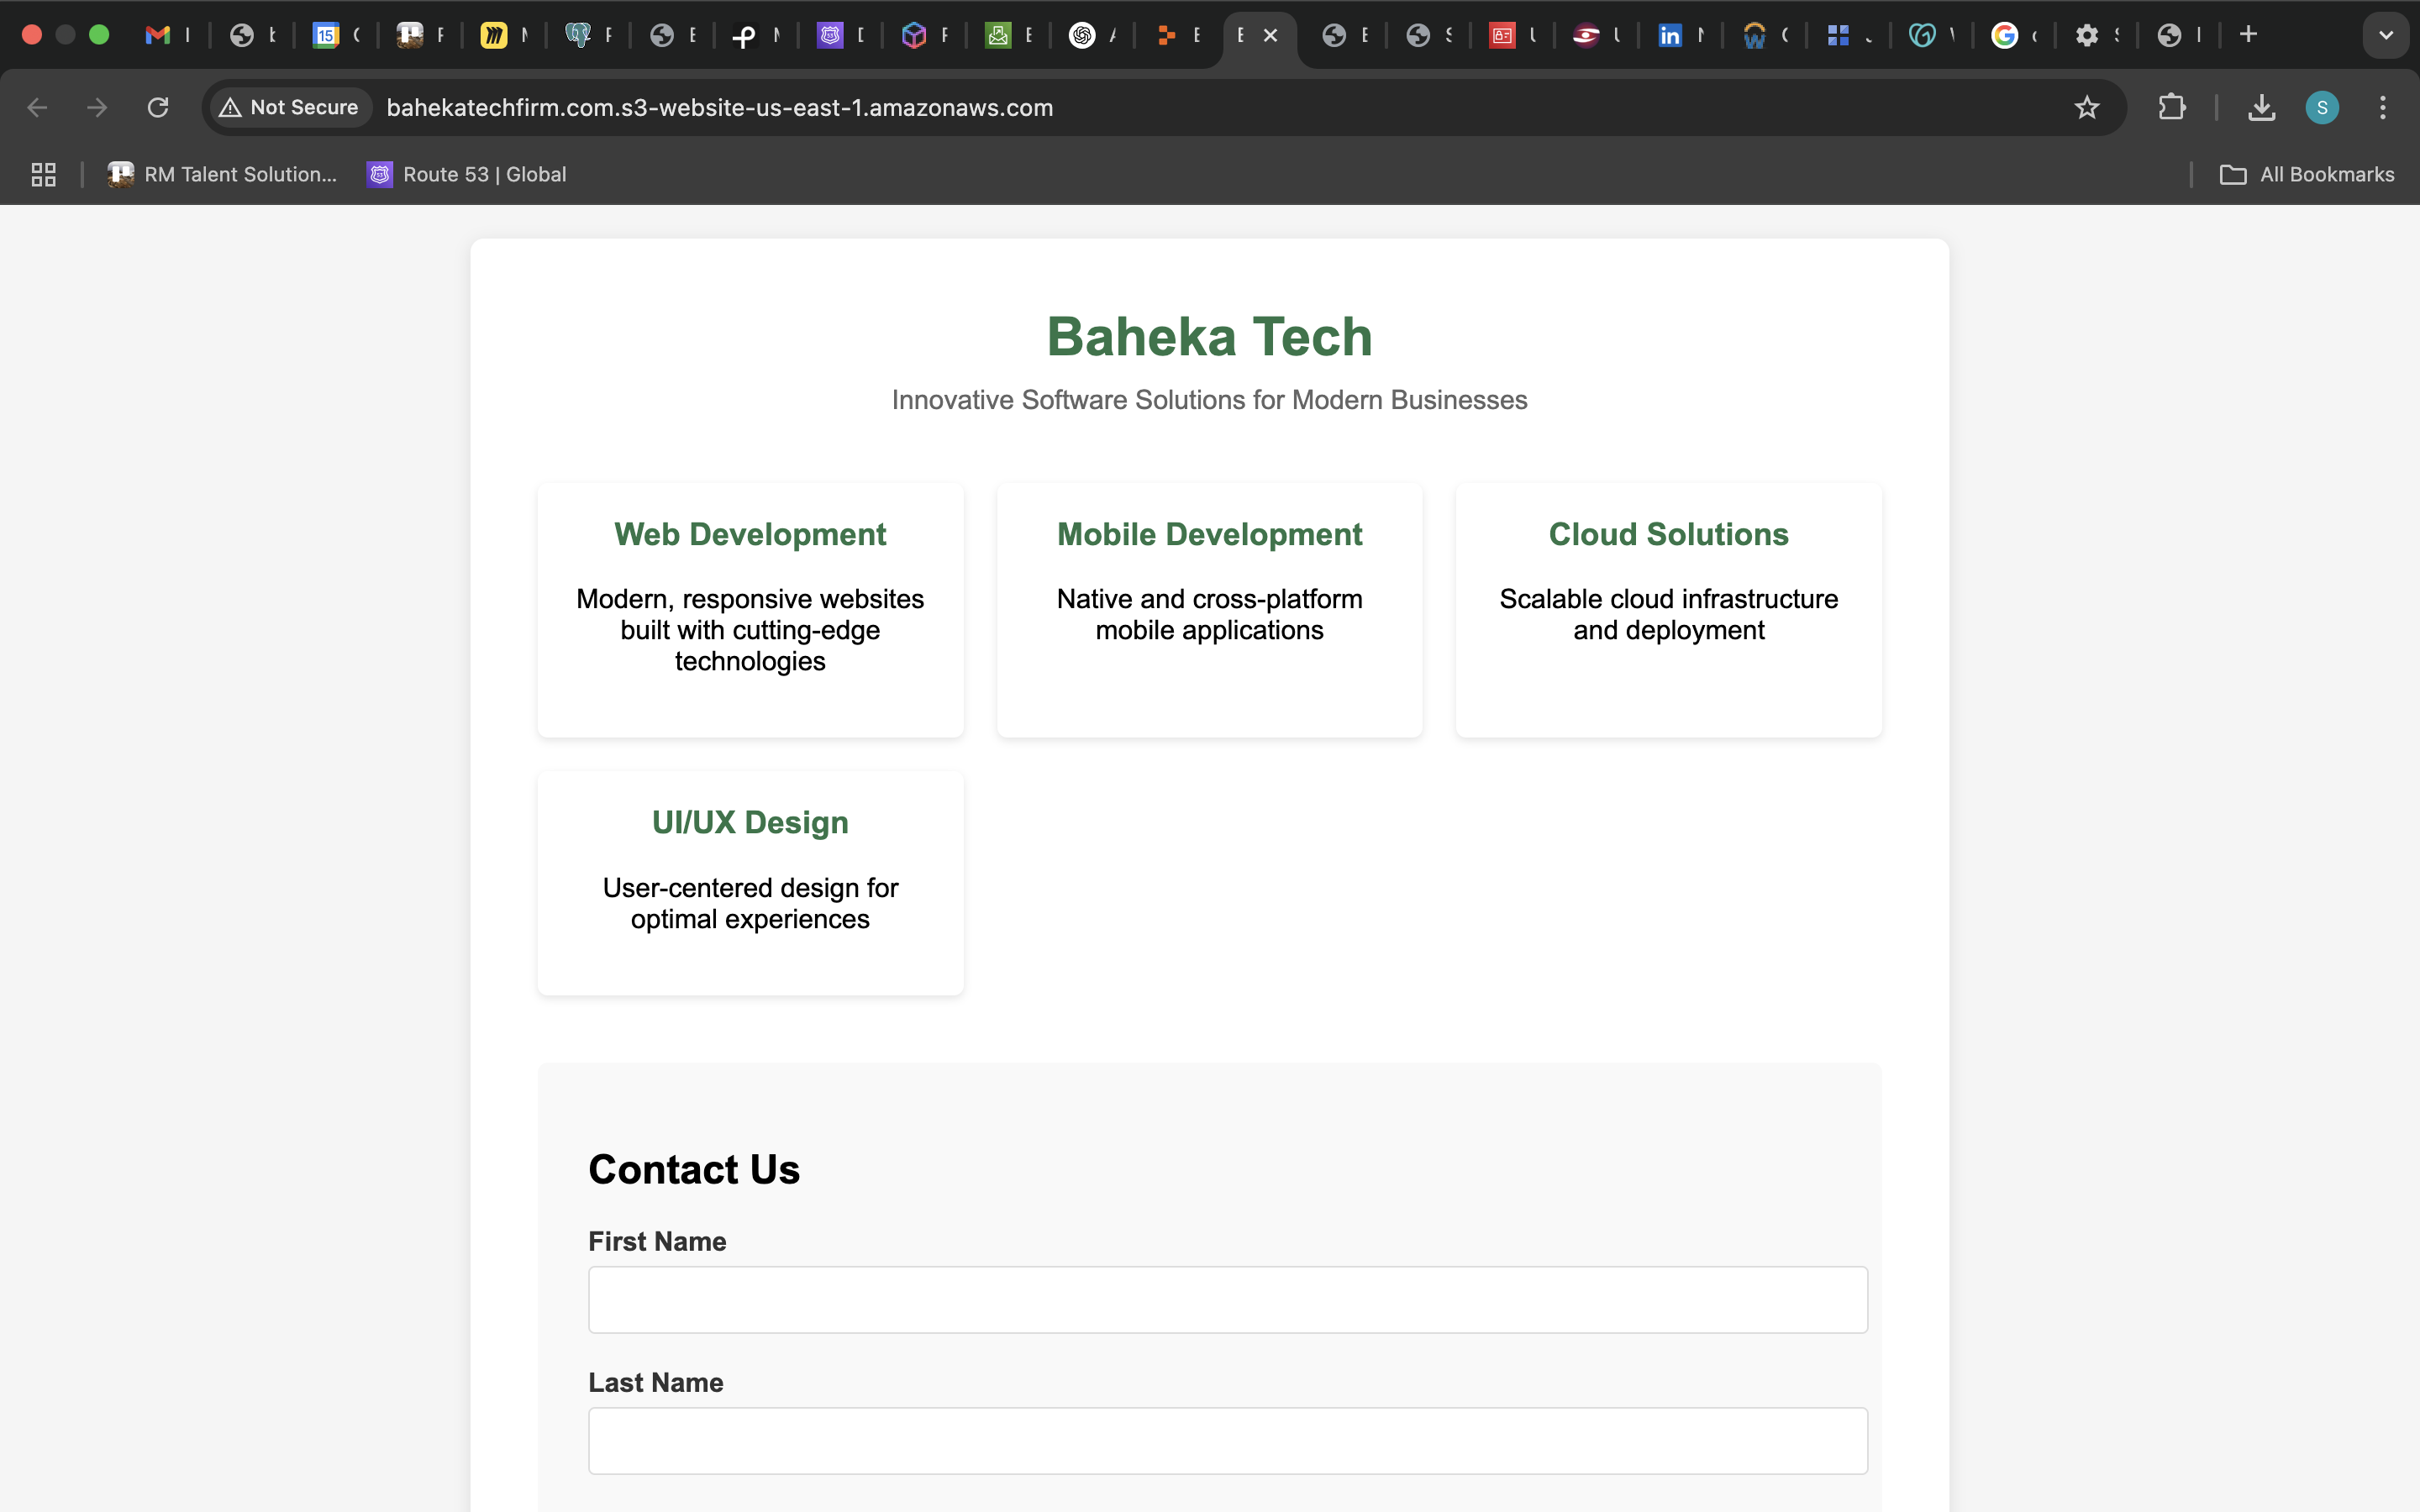 Not Secure
bahekatechfirm.com.s3-website-us-east-1.amazonaws.com
S
RM Talent Solution...
Route 53 | Global
All Bookmarks
Baheka Tech
Innovative Software Solutions for Modern Businesses
Web Development
Modern, responsive websites
built with cutting-edge
technologies
Mobile Development
Native and cross-platform
mobile applications
Cloud Solutions
Scalable cloud infrastructure
and deployment
UI/UX Design
User-centered design for
optimal experiences
Contact Us
First Name
Last Name